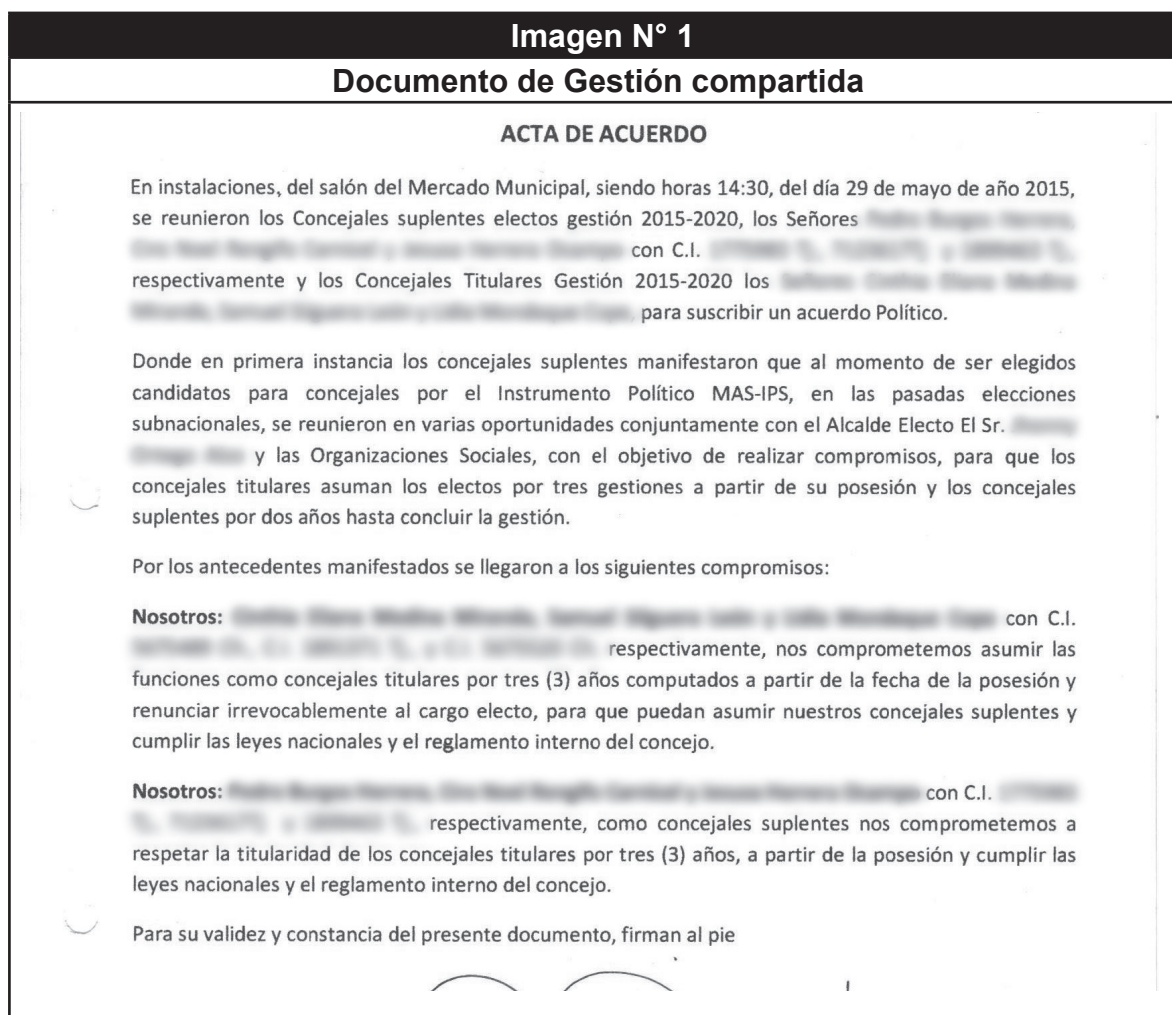 Imagen N° 1
Documento de Gestión compartida
ACTA DE ACUERDO
En instalaciones, del salón del Mercado Municipal, siendo horas 14:30, del día 29 de mayo de año 2015,
se reunieron los Concejales suplentes electos gestión 2015-2020, los Señores
con C.I.
respectivamente y los Concejales Titulares Gestión 2015-2020 los
para suscribir un acuerdo Político.
Donde en primera instancia los concejales suplentes manifestaron que al momento de ser elegidos
candidatos para concejales por el Instrumento Político MAS-IPS, en las pasadas elecciones
subnacionales, se reunieron en varias oportunidades conjuntamente con el Alcalde Electo El Sr.
y las Organizaciones Sociales, con el objetivo de realizar compromisos, para que los
concejales titulares asuman los electos por tres gestiones a partir de su posesión y los concejales
suplentes por dos años hasta concluir la gestión.
Por los antecedentes manifestados se llegaron a los siguientes compromisos:
Nosotros: con C.I.
respectivamente, nos comprometemos asumir las
funciones como concejales titulares por tres (3) años computados a partir de la fecha de la posesión y
renunciar irrevocablemente al cargo electo, para que puedan asumir nuestros concejales suplentes y
cumplir las leyes nacionales y el reglamento interno del concejo.
Nosotros: con C.I.
respectivamente, como concejales suplentes nos comprometemos a
respetar la titularidad de los concejales titulares por tres (3) años, a partir de la posesión y cumplir las
leyes nacionales y el reglamento interno del concejo.
Para su validez y constancia del presente documento, firman al pie